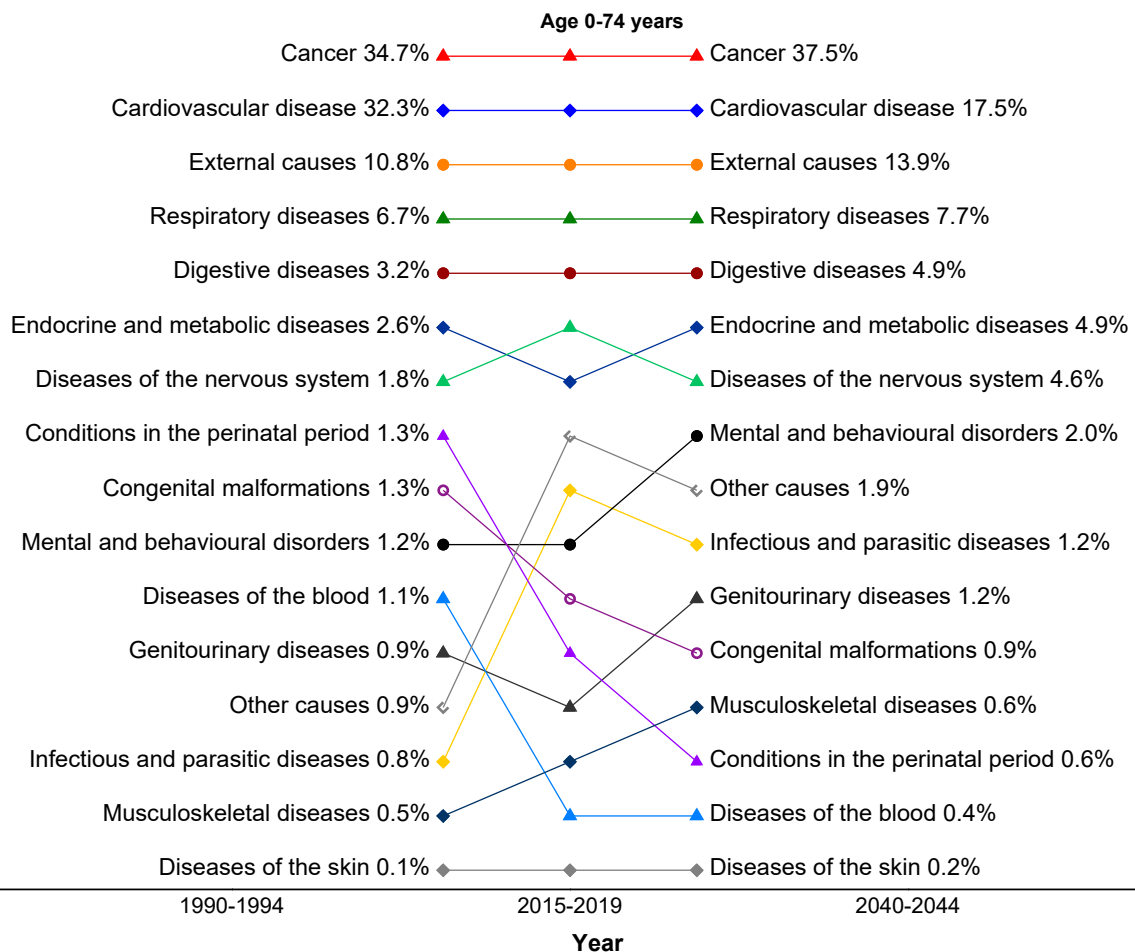 Age 0-74 years
Cancer 34.7%
Cancer 37.5%
Cardiovascular disease 32.3%
Cardiovascular disease 17.5%
External causes 10.8%
External causes 13.9%
Respiratory diseases 6.7%
Respiratory diseases 7.7%
Digestive diseases 3.2%
Digestive diseases 4.9%
Endocrine and metabolic diseases 2.6%
Endocrine and metabolic diseases 4.9%
Diseases of the nervous system 1.8%
Diseases of the nervous system 4.6%
Conditions in the perinatal period 1.3%
Mental and behavioural disorders 2.0%
Congenital malformations 1.3%
Other causes 1.9%
Mental and behavioural disorders 1.2%
Infectious and parasitic diseases 1.2%
Diseases of the blood 1.1%
Genitourinary diseases 1.2%
Genitourinary diseases 0.9%
Congenital malformations 0.9%
Other causes 0.9%
Musculoskeletal diseases 0.6%
Infectious and parasitic diseases 0.8%
Conditions in the perinatal period 0.6%
Musculoskeletal diseases 0.5%
Diseases of the blood 0.4%
Diseases of the skin 0.1%
Diseases of the skin 0.2%
1990-1994
2015-2019
2040-2044
Year